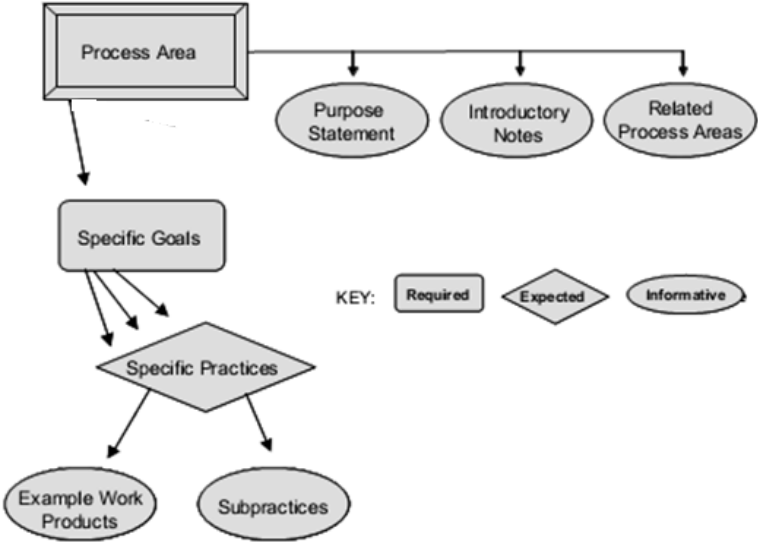 Process Area
Purpose
Statement
Introductory
Notes
Related
Process Areas
Specific Goals
KEY:
Required
Expected
Informative
Specific Practices
Example Work
Products
Subpractices